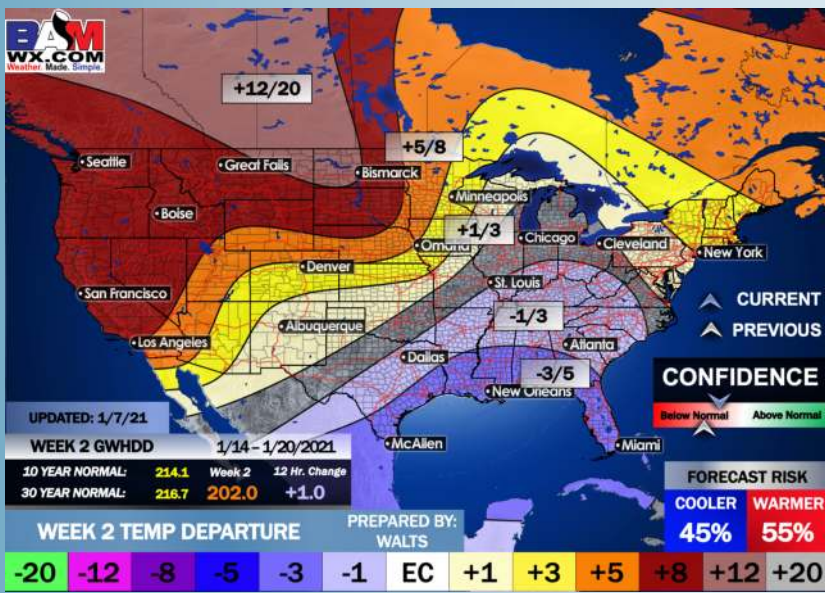 BAM
WX.COM
Weather. Made. Simple.
+12/20
+5/8
Seattle
Great Falls
Bismarck
Minneapolis
Boise
+1/3
Omaha
Chicago
Cleveland
New York
Denver
San Francisco
St. Louis
-1/3
Albuquerque
Los Angeles
Dallas
Atlanta
-3/5
New Orleans
McAllen
Miami
CURRENT
PREVIOUS
CONFIDENCE
Below Normal Above Normal
UPDATED: 1/7/21
WEEK 2 GWHDD 1/14 – 1/20/2021
10 YEAR NORMAL: 214.1 Week 2 12 Hr. Change
30 YEAR NORMAL: 216.7 202.0 +1.0
FORECAST RISK
COOLER WARMER
45% 55%
WEEK 2 TEMP DEPARTURE
PREPARED BY:
WALTS
-20 -12 -8 -5 -3 -1 EC +1 +3 +5 +8 +12 +20